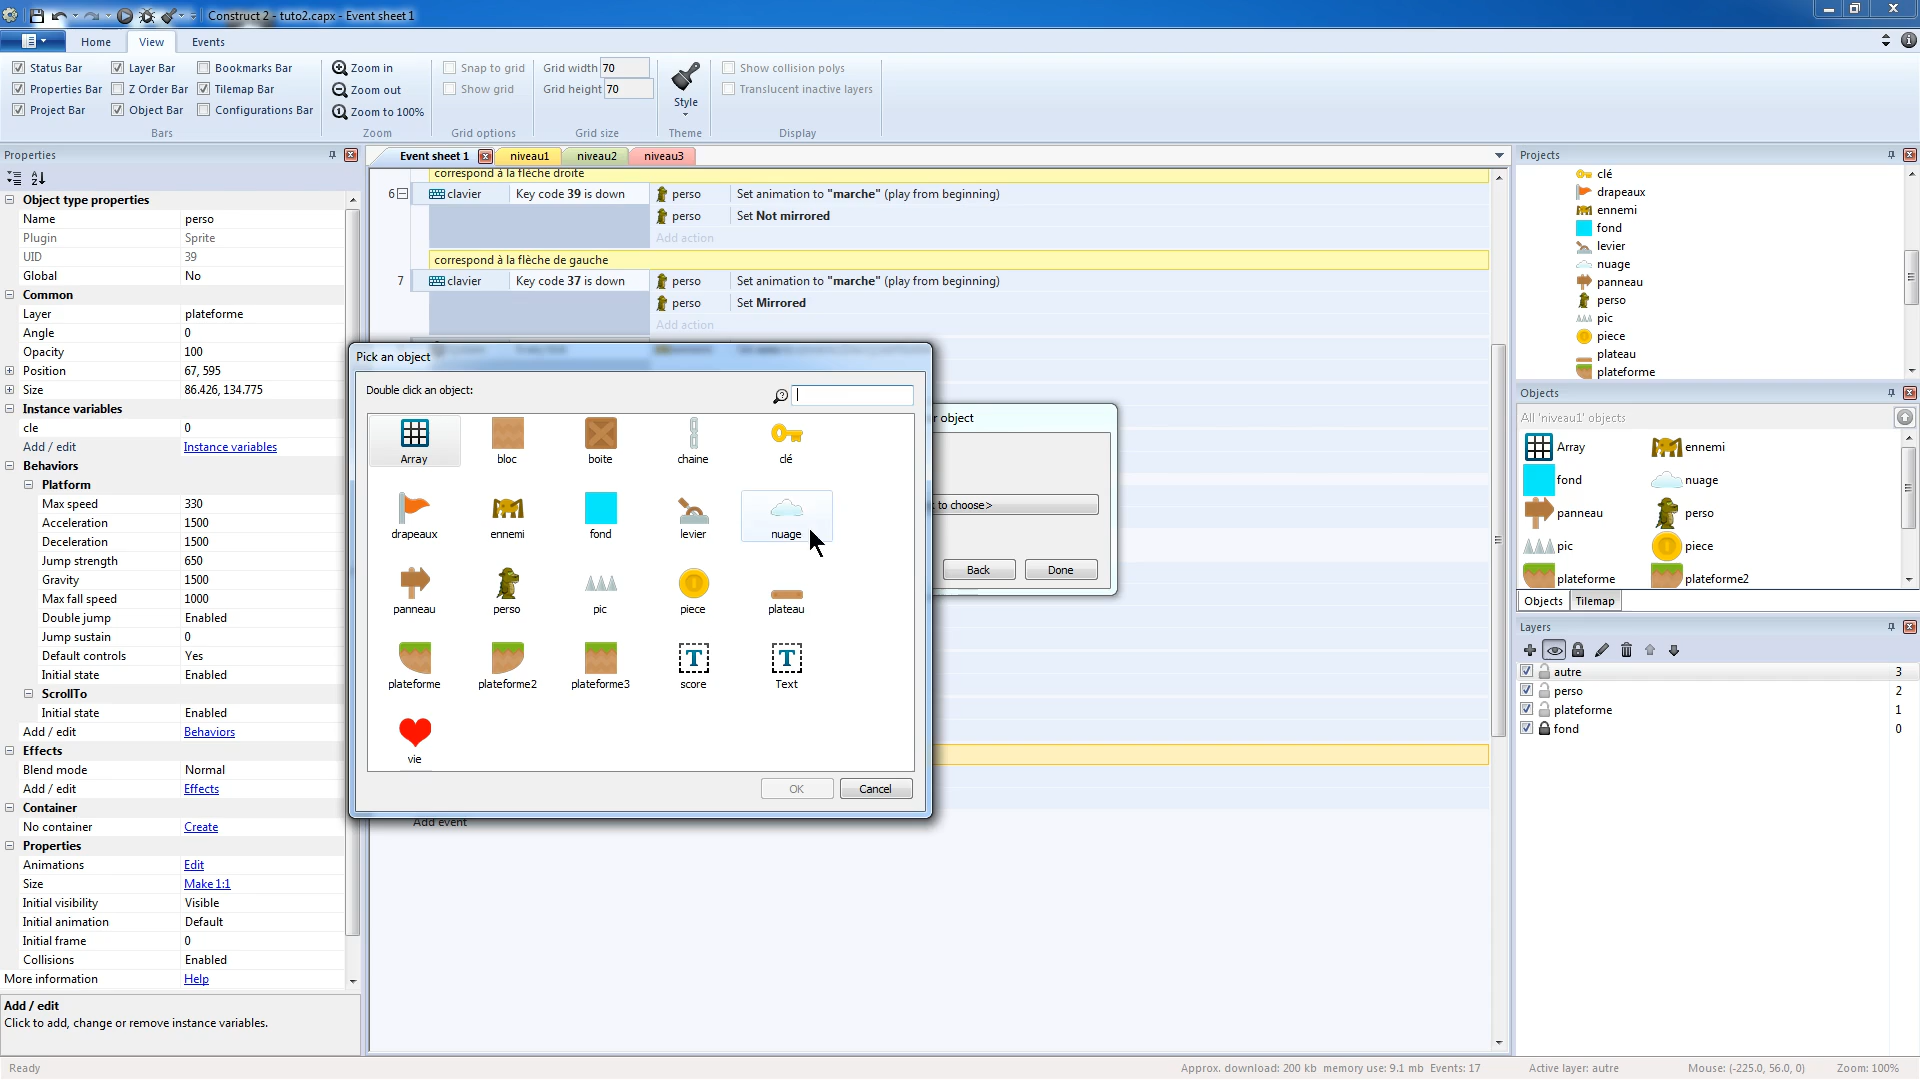 Construct 2 - tuto2.capx - Event sheet 1
Home View Events
Status Bar Layer Bar Bookmarks Bar Zoom in Snap to grid Grid width 70 Show collision polys
Properties Bar Z Order Bar Tilemap Bar Zoom out Show grid Grid height 70 Style Translucent inactive layers
Project Bar Object Bar Configurations Bar Zoom to 100%
Bars Zoom Grid options Grid size Theme Display
Properties
Object type properties
Name perso
Plugin Sprite
UID 39
Global No
Common
Layer plateforme
Angle 0
Opacity 100
Position 67, 595
Size 86.426, 134.775
Instance variables
cle 0
Add / edit Instance variables
Behaviors
Platform
Max speed 330
Acceleration 1500
Deceleration 1500
Jump strength 650
Gravity 1500
Max fall speed 1000
Double jump Enabled
Jump sustain 0
Default controls Yes
Initial state Enabled
ScrollTo
Initial state Enabled
Add / edit Behaviors
Effects
Blend mode Normal
Add / edit Effects
Container
No container Create
Properties
Animations Edit
Size Make 1:1
Initial visibility Visible
Initial animation Default
Initial frame 0
Collisions Enabled
More information Help
Add / edit
Click to add, change or remove instance variables.
Event sheet 1 niveau1 niveau2 niveau3
correspond à la flèche droite
6 clavier Key code 39 is down perso Set animation to "marche" (play from beginning)
perso Set Not mirrored
Add action
correspond à la flèche de gauche
7 clavier Key code 37 is down perso Set animation to "marche" (play from beginning)
perso Set Mirrored
Add action
Pick an object
Double click an object:
Array bloc boite chaine clé
drapeaux ennemi fond levier nuage
panneau perso pic piece plateau
plateforme plateforme2 plateforme3 score Text
vie
OK Cancel
r object
to choose>
Back Done
Add event
Projects
clé
drapeaux
ennemi
fond
levier
nuage
panneau
perso
pic
piece
plateau
plateforme
Objects
All 'niveau1' objects
Array ennemi
fond nuage
panneau perso
pic piece
plateforme plateforme2
Objects Tilemap
Layers
autre 3
perso 2
plateforme 1
fond 0
Ready
Approx. download: 200 kb memory use: 9.1 mb Events: 17 Active layer: autre Mouse: (-225.0, 56.0, 0) Zoom: 100%